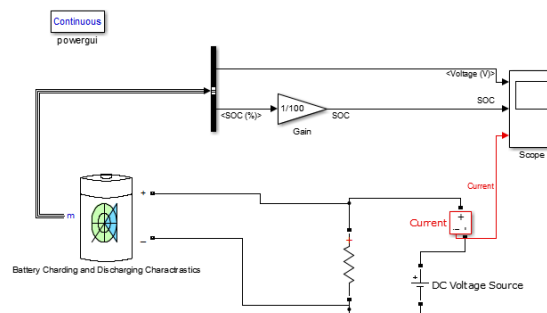 Continuous
powergui
<Voltage (V)>
1/100
<SOC (%)>
SOC
SOC
Gain
Scope
m
+
−
Battery Charding and Discharging Charactrastics
+
Current
+
−
Current
+
DC Voltage Source